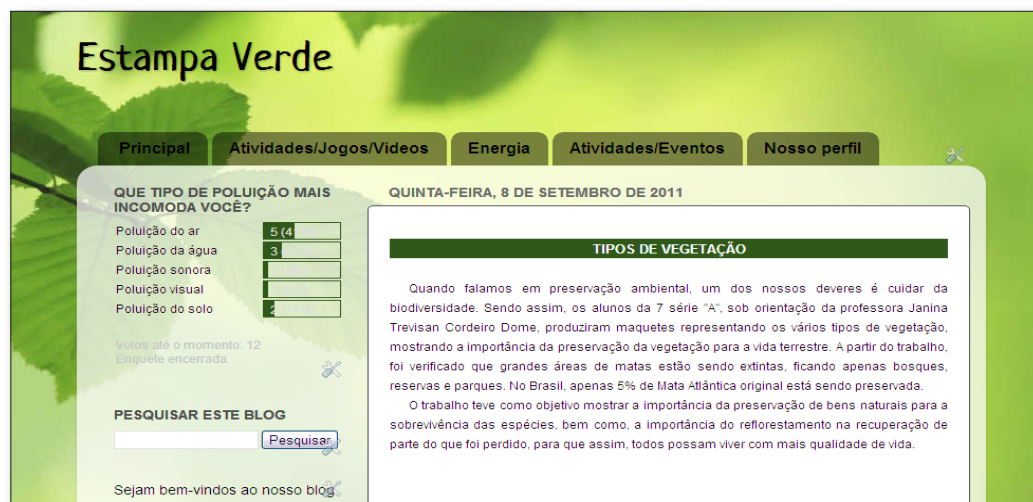 Estampa Verde
Principal
Atividades/Jogos/Videos
Energia
Atividades/Eventos
Nosso perfil
QUE TIPO DE POLUIÇÃO MAIS
INCOMODA VOCÊ?
Poluição do ar 5 (4
Poluição da água 3
Poluição sonora
Poluição visual
Poluição do solo 2
Votos até o momento: 12
Enquete encerrada
PESQUISAR ESTE BLOG
Pesquisar
Sejam bem-vindos ao nosso blog
QUINTA-FEIRA, 8 DE SETEMBRO DE 2011
TIPOS DE VEGETAÇÃO
Quando falamos em preservação ambiental, um dos nossos deveres é cuidar da
biodiversidade. Sendo assim, os alunos da 7 série "A", sob orientação da professora Janina
Trevisan Cordeiro Dome, produziram maquetes representando os vários tipos de vegetação,
mostrando a importância da preservação da vegetação para a vida terrestre. A partir do trabalho,
foi verificado que grandes áreas de matas estão sendo extintas, ficando apenas bosques,
reservas e parques. No Brasil, apenas 5% de Mata Atlântica original está sendo preservada.
O trabalho teve como objetivo mostrar a importância da preservação de bens naturais para a
sobrevivência das espécies, bem como, a importância do reflorestamento na recuperação de
parte do que foi perdido, para que assim, todos possam viver com mais qualidade de vida.